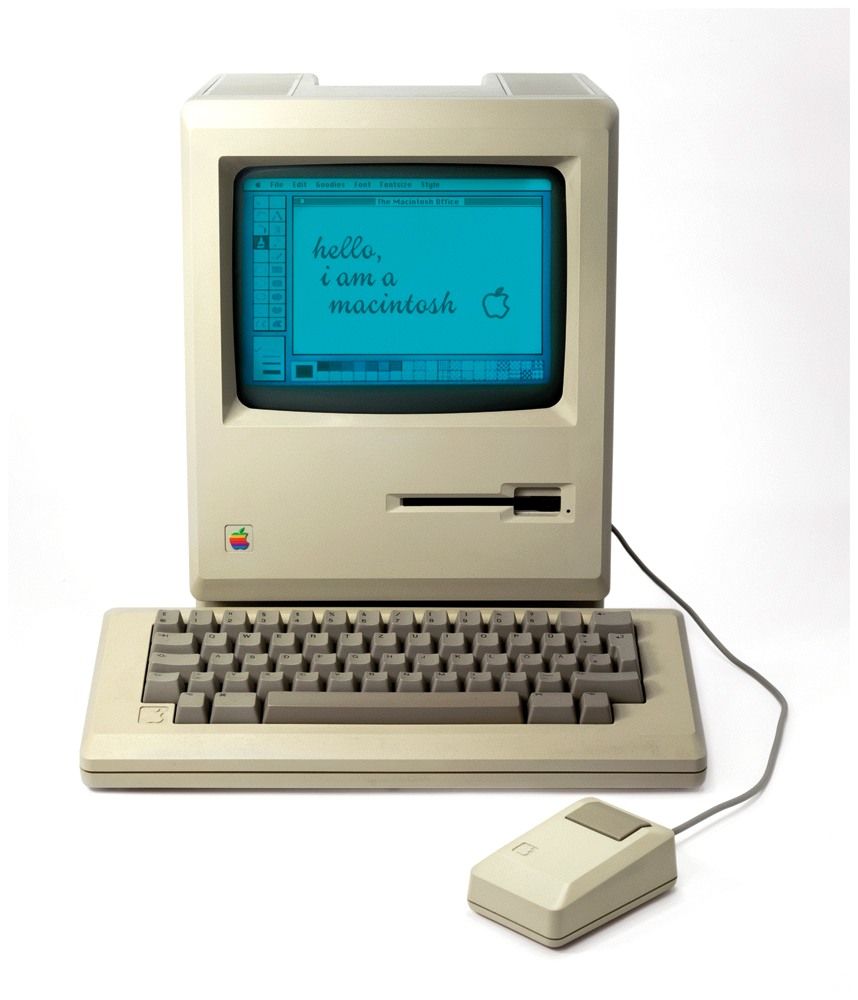 File Edit Goodies Font Fontsize Style
The Macintosh Office
hello,
i am a
macintosh
Q W E R T Z U I O P
A S D F G H J K L